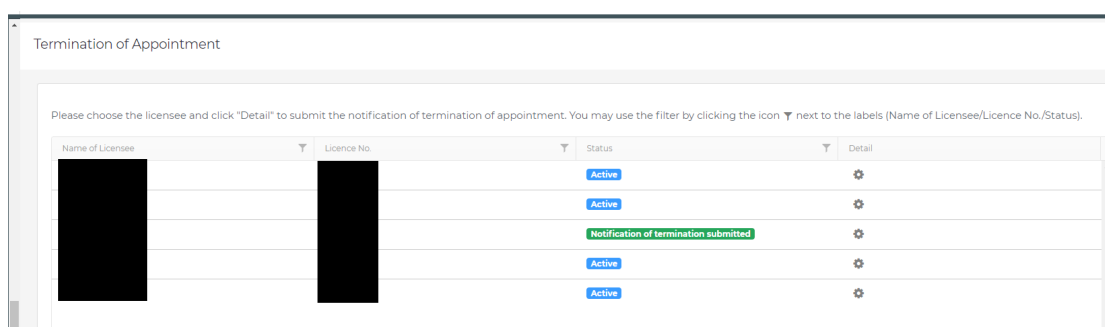 Termination of Appointment
Please choose the licensee and click "Detail" to submit the notification of termination of appointment. You may use the filter by clicking the icon next to the labels (Name of Licensee/Licence No./Status).
Name of Licensee Licence No. Status Detail
Active
Active
Notification of termination submitted
Active
Active